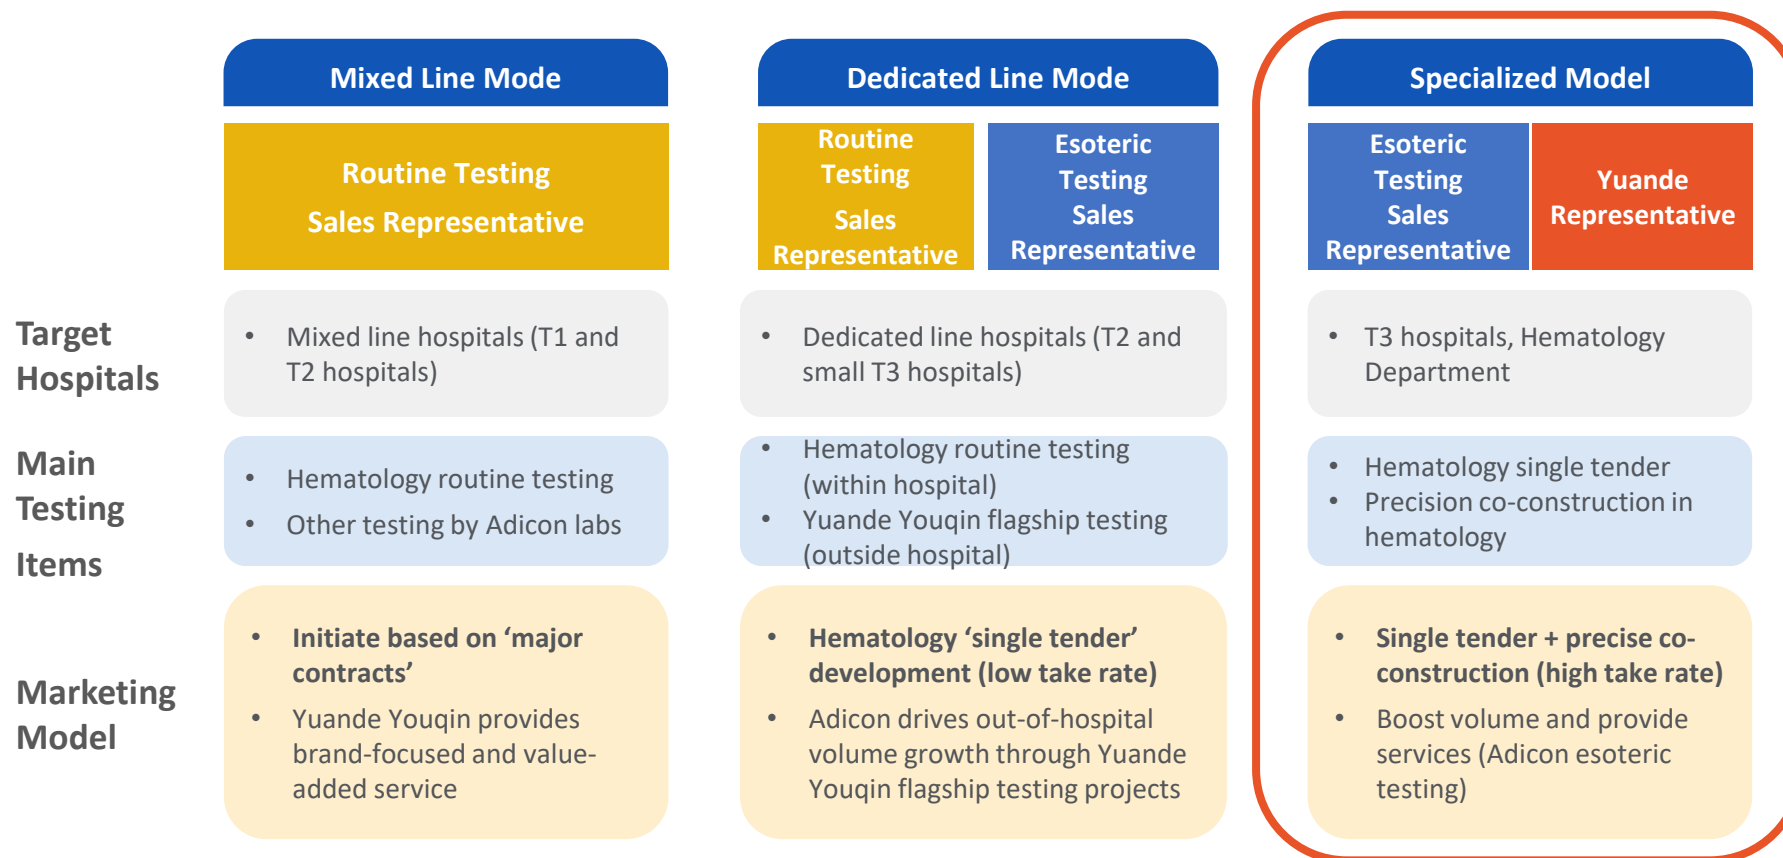 Mixed Line Mode
Dedicated Line Mode
Specialized Model
Routine Testing
Sales Representative
Routine
Testing
Sales
Representative
Esoteric
Testing
Sales
Representative
Esoteric
Testing
Sales
Representative
Yuande
Representative
Target
Hospitals
• Mixed line hospitals (T1 and
T2 hospitals)
• Dedicated line hospitals (T2 and
small T3 hospitals)
• T3 hospitals, Hematology
Department
Main
Testing
Items
• Hematology routine testing
• Other testing by Adicon labs
• Hematology routine testing
(within hospital)
• Yuande Youqin flagship testing
(outside hospital)
• Hematology single tender
• Precision co-construction in
hematology
Marketing
Model
• Initiate based on ‘major
contracts’
• Yuande Youqin provides
brand-focused and value-
added service
• Hematology ‘single tender’
development (low take rate)
• Adicon drives out-of-hospital
volume growth through Yuande
Youqin flagship testing projects
• Single tender + precise co-
construction (high take rate)
• Boost volume and provide
services (Adicon esoteric
testing)